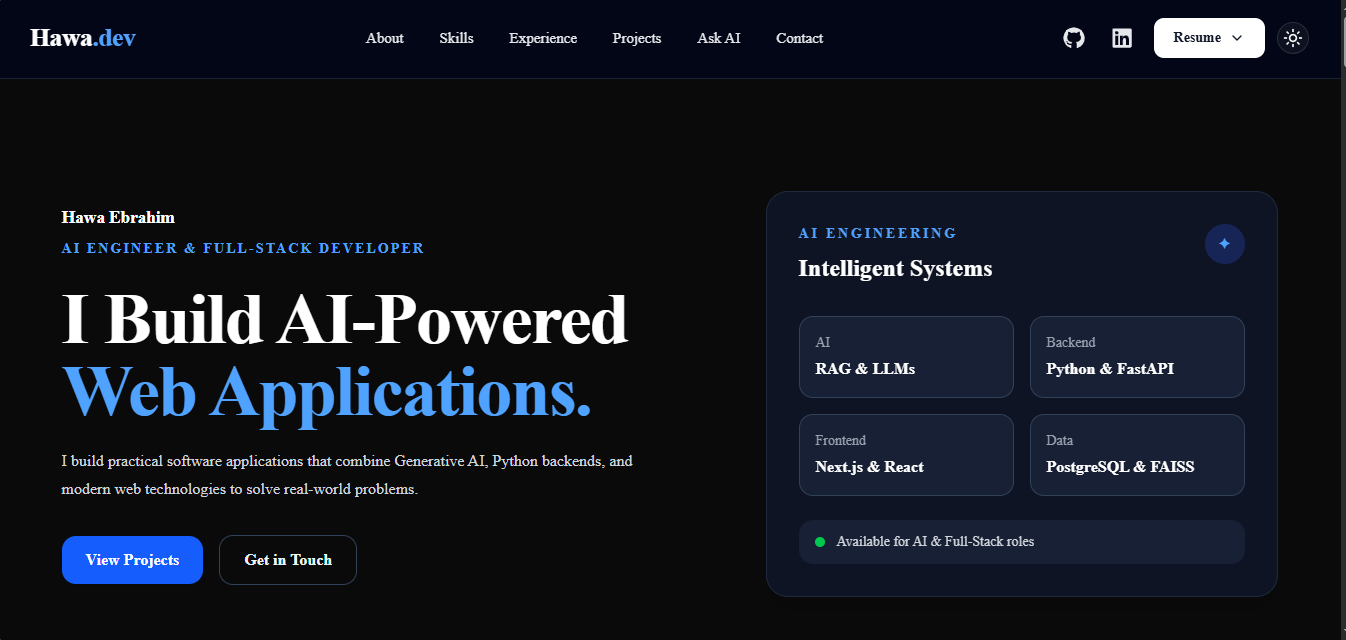 Hawa.dev
About Skills Experience Projects Ask AI Contact
Resume
Hawa Ebrahim
AI ENGINEER & FULL-STACK DEVELOPER
I Build AI-Powered
Web Applications.
I build practical software applications that combine Generative AI, Python backends, and
modern web technologies to solve real-world problems.
View Projects
Get in Touch
AI ENGINEERING
Intelligent Systems
AI
RAG & LLMs
Backend
Python & FastAPI
Frontend
Next.js & React
Data
PostgreSQL & FAISS
Available for AI & Full-Stack roles